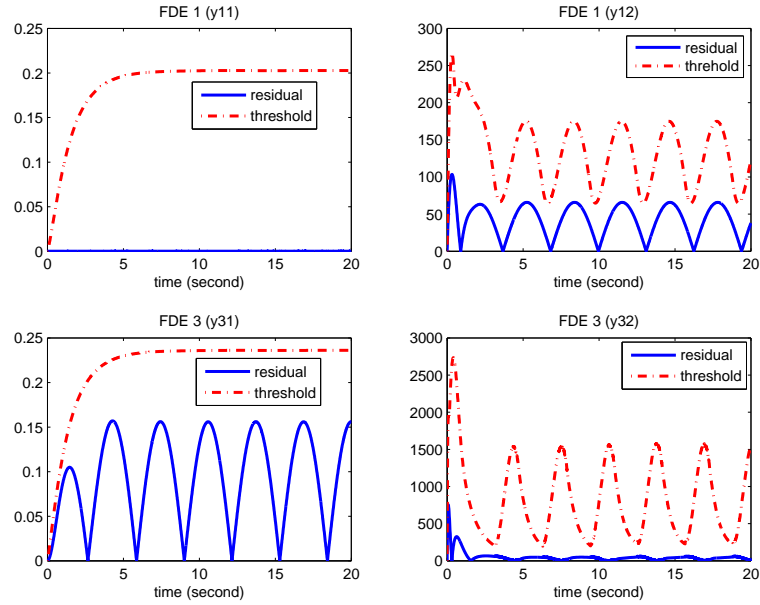 FDE 1 (y11)
0.25
0.2
0.15
0.1
0.05
0
0 5 10 15 20
time (second)
residual
threshold
FDE 1 (y12)
300
250
200
150
100
50
0
0 5 10 15 20
time (second)
residual
threhold
FDE 3 (y31)
0.25
0.2
0.15
0.1
0.05
0
0 5 10 15 20
time (second)
residual
threshold
FDE 3 (y32)
3000
2500
2000
1500
1000
500
0
0 5 10 15 20
time (second)
residual
threshold